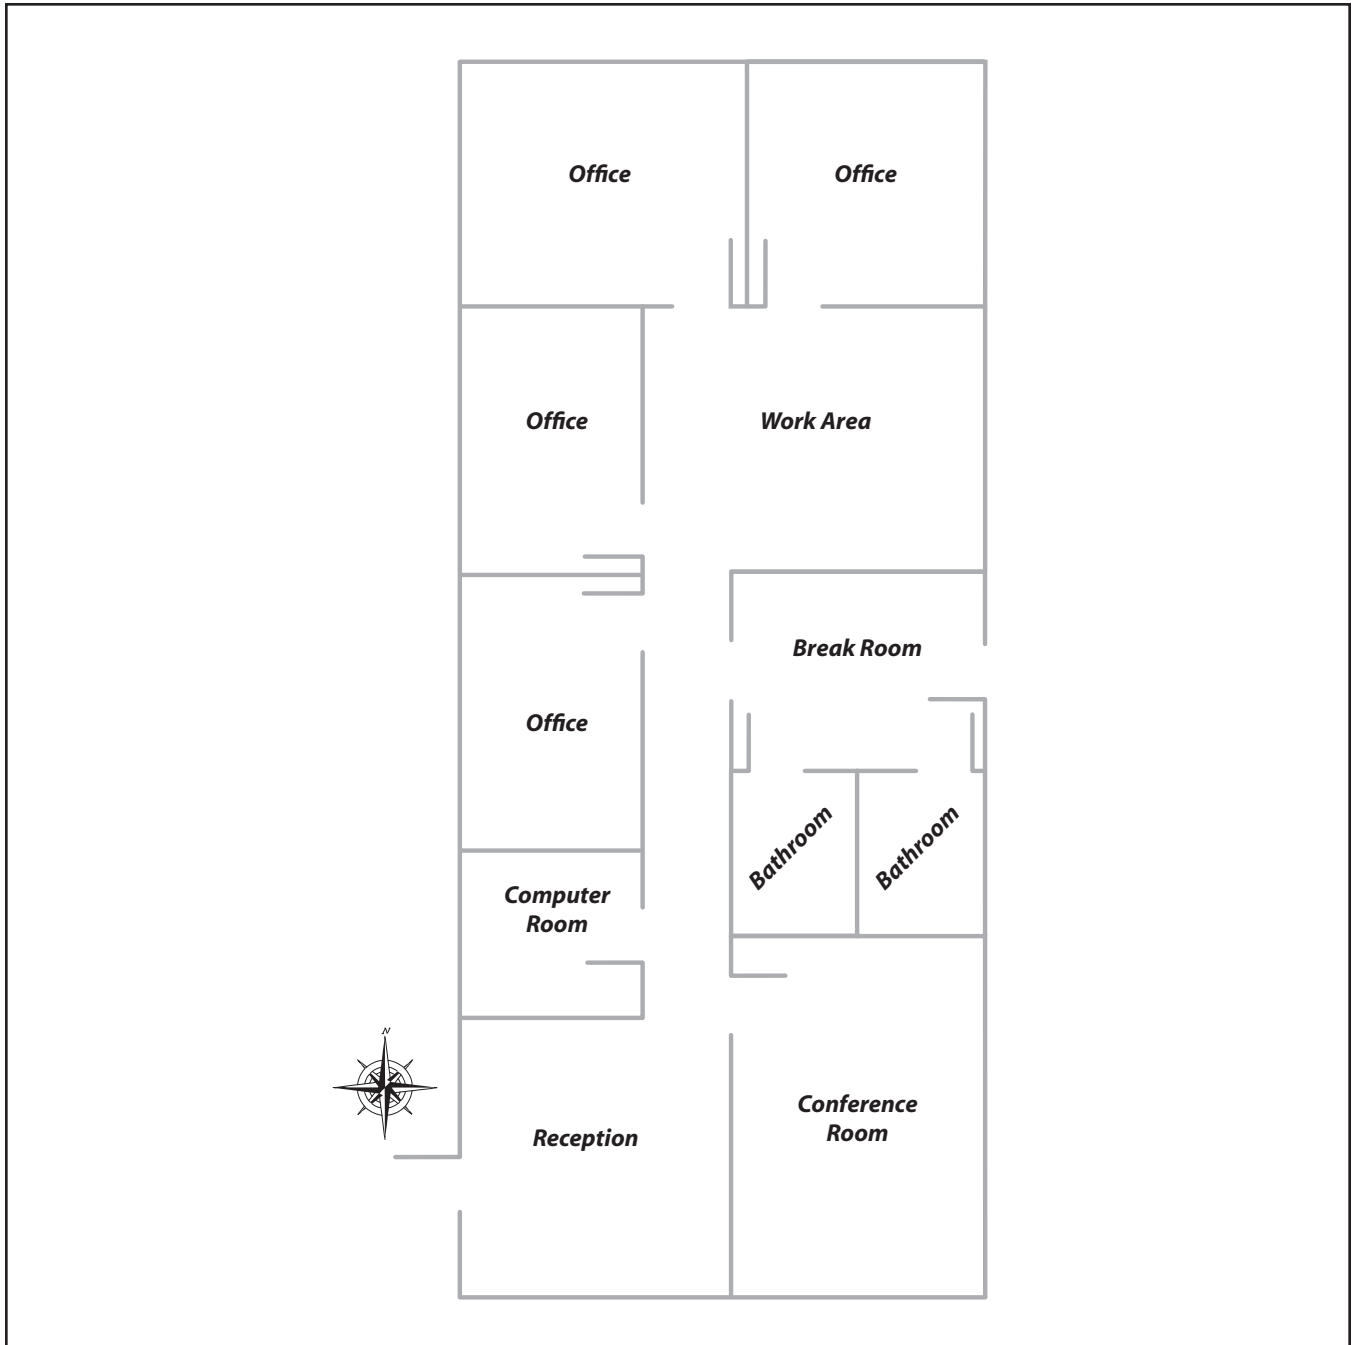 Office
Office
Office
Work Area
Break Room
Office
Bathroom
Bathroom
Computer
Room
N
Conference
Room
Reception